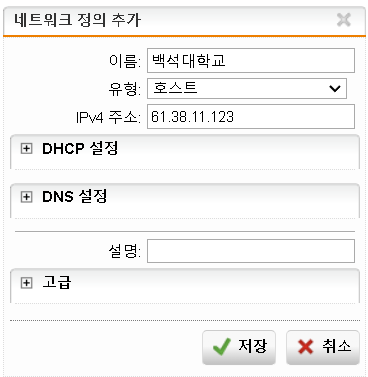 네트워크 정의 추가
이름: 백석대학교
유형: 호스트
IPv4 주소: 61.38.11.123
DHCP 설정
DNS 설정
설명:
고급
저장 취소